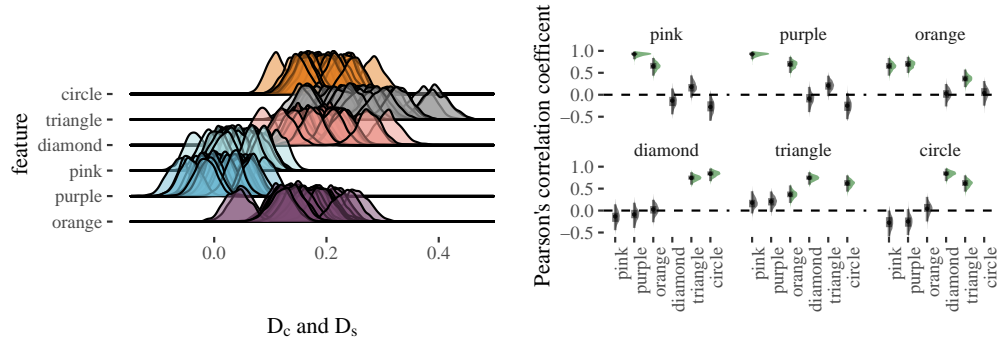 feature
circle
triangle
diamond
pink
purple
orange
0.0 0.2 0.4
D_c and D_s
Pearson's correlation coefficent
pink purple orange
1.0
0.5
0.0
−0.5
diamond triangle circle
1.0
0.5
0.0
−0.5
pink purple orange diamond triangle circle
pink purple orange diamond triangle circle
pink purple orange diamond triangle circle